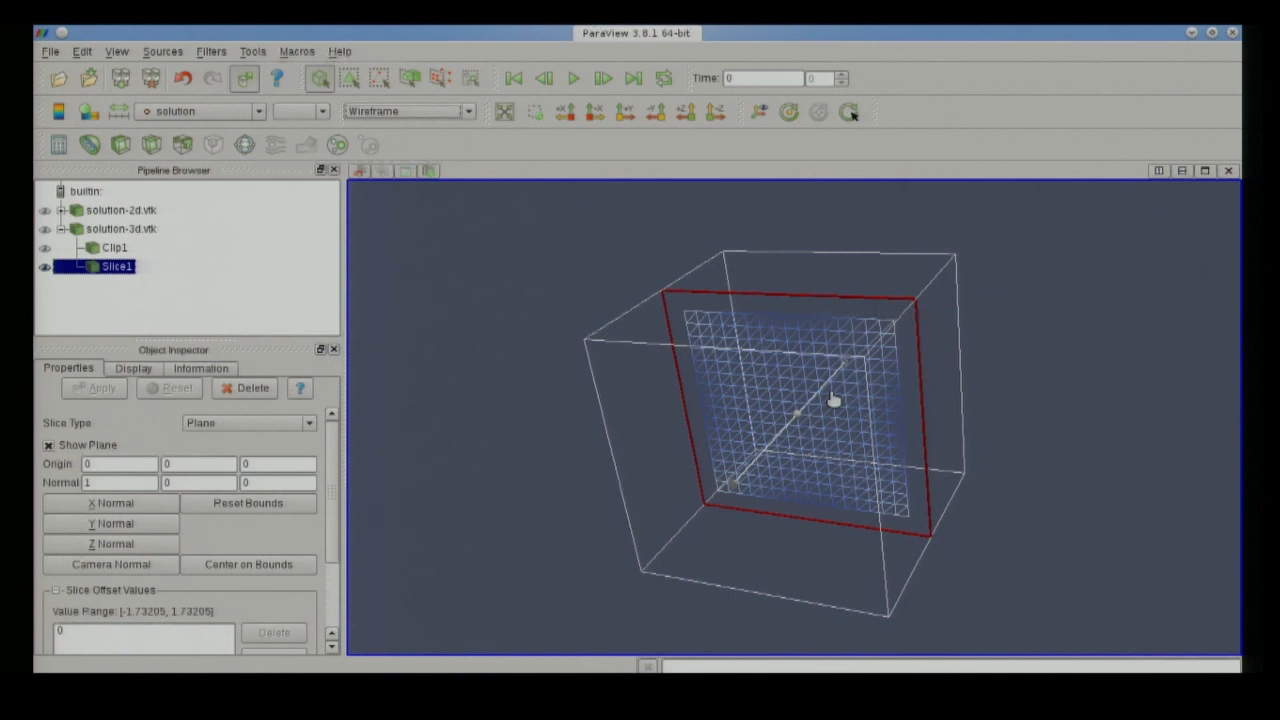 ParaView 3.8.1 64-bit
File Edit View Sources Filters Tools Macros Help
Time: 0 0
solution Wireframe
Pipeline Browser
builtin:
solution-2d.vtk
solution-3d.vtk
Clip1
Slice1
Object Inspector
Properties Display Information
Apply Reset Delete ?
Slice Type: Plane
Show Plane
Origin: 0 0 0
Normal: 1 0 0
X Normal Reset Bounds
Y Normal
Z Normal
Camera Normal Center on Bounds
Slice Offset Values
Value Range: [-1.73205, 1.73205]
0 Delete